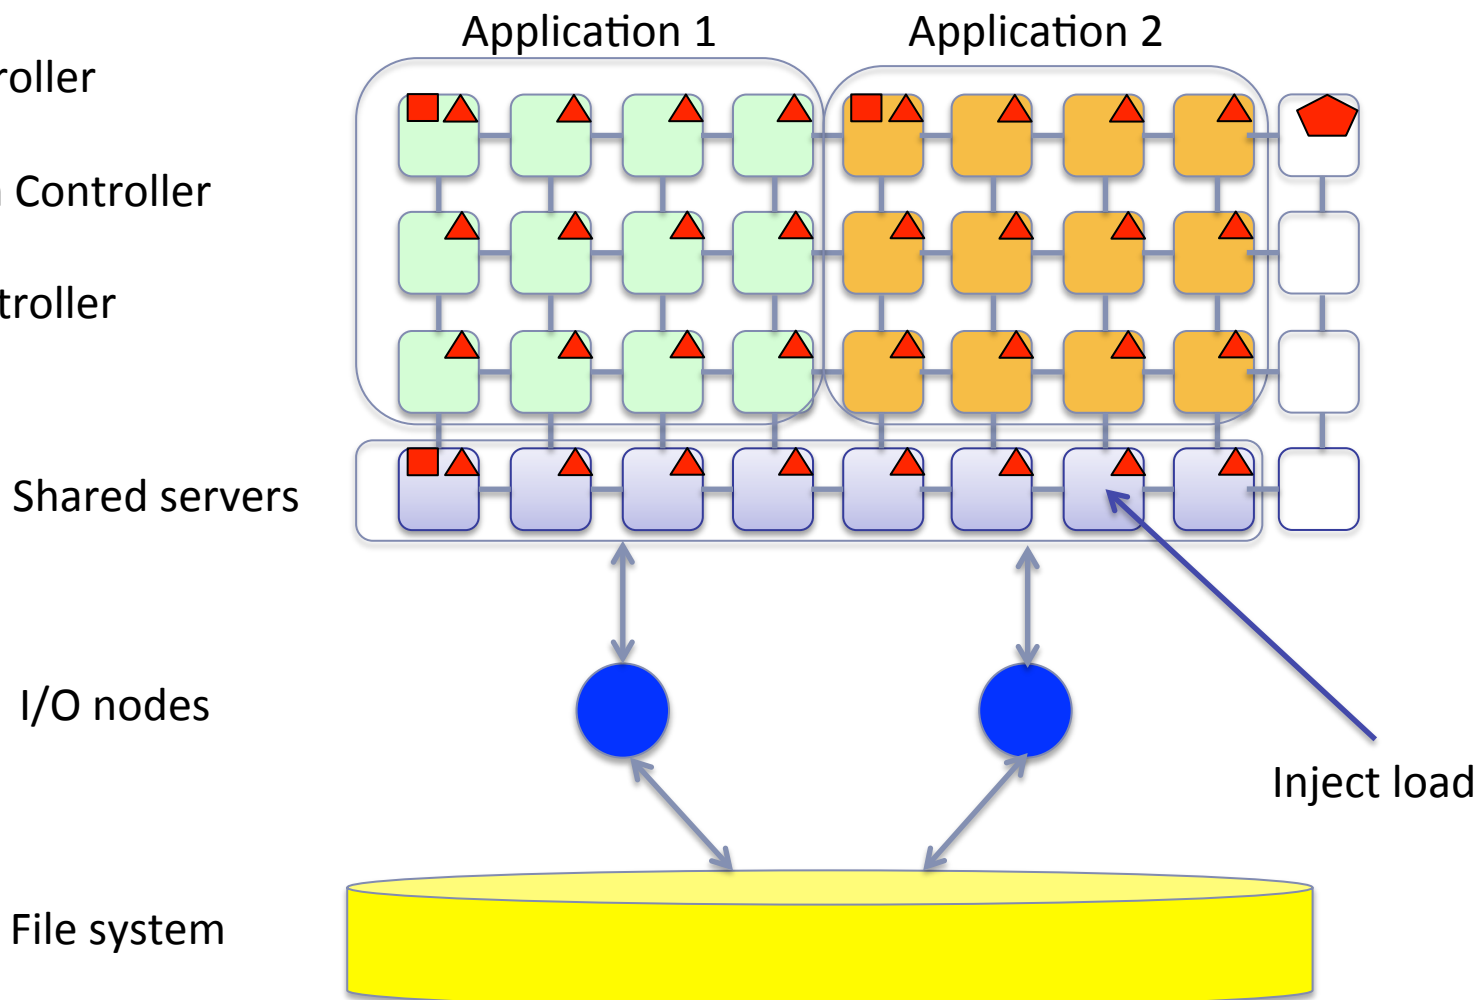 Application 1
Application 2
roller
Controller
troller
Shared servers
I/O nodes
Inject load
File system